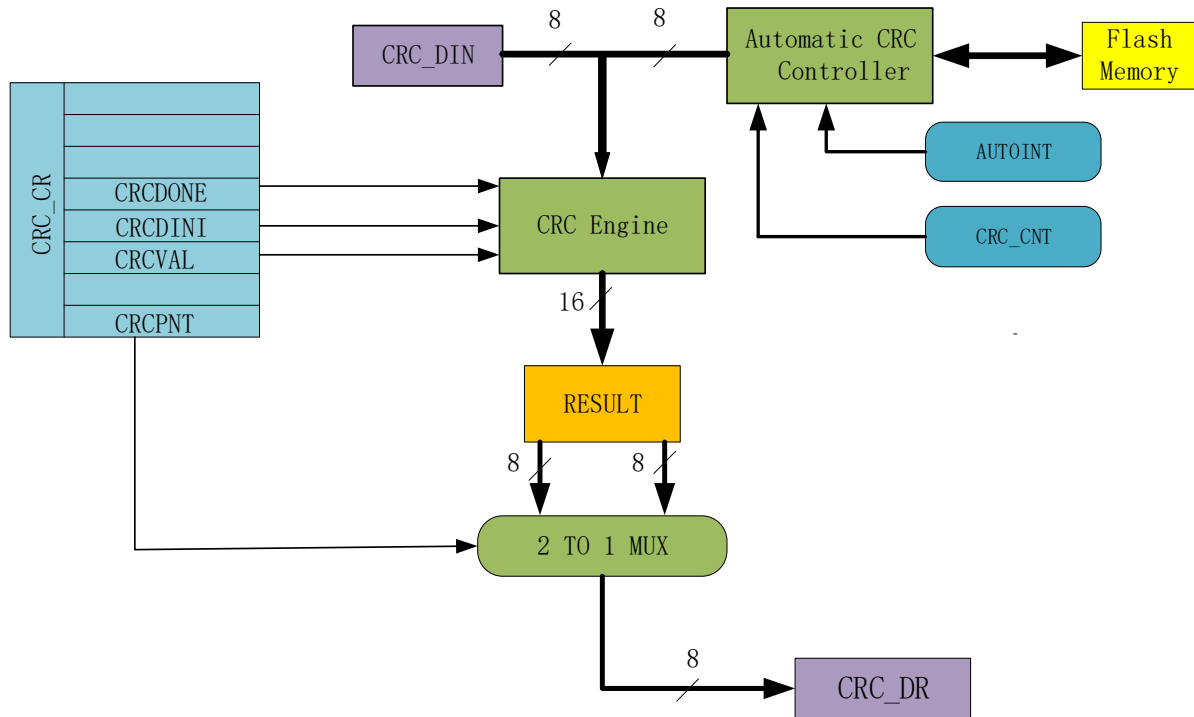 8
8
CRC_DIN
Automatic CRC
Controller
Flash
Memory
AUTOINT
CRC_CR
CRCDONE
CRCDINI
CRCVAL
CRCPNT
CRC Engine
CRC_CNT
16
-
RESULT
8
8
2 TO 1 MUX
8
CRC_DR